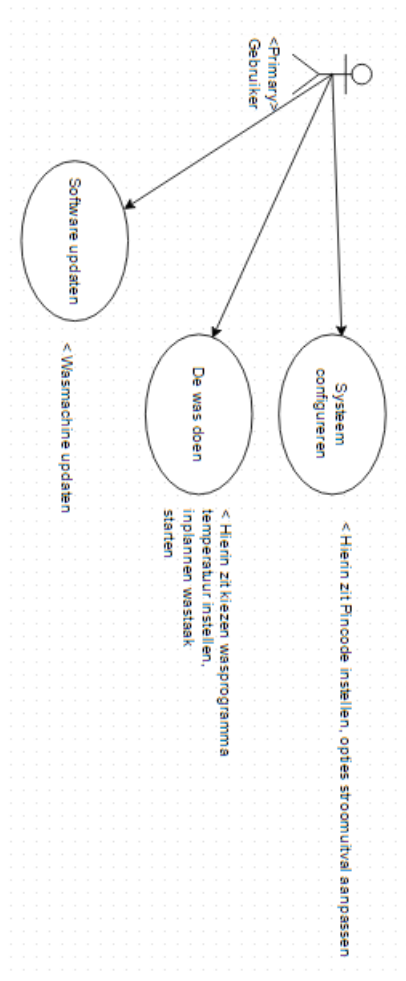 <Primary>
Gebruiker
Systeem
configureren
< Hierin zit Pincode instellen, opties stroomuitval aanpassen
De was doen
< Hierin zit kiezen wasprogramma
temperatuur instellen,
inplannen wastaak
starten
Software updaten
< Wasmachine updaten